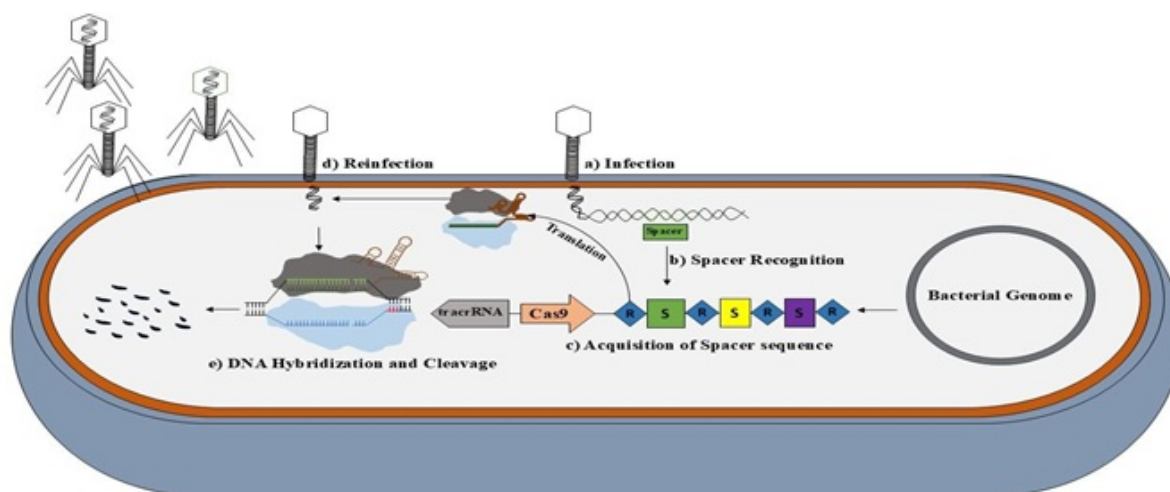 d) Reinfection
a) Infection
Spacer
Translation
b) Spacer Recognition
Bacterial Genome
tracrRNA
Cas9
R S R S R S R
c) Acquisition of Spacer sequence
e) DNA Hybridization and Cleavage